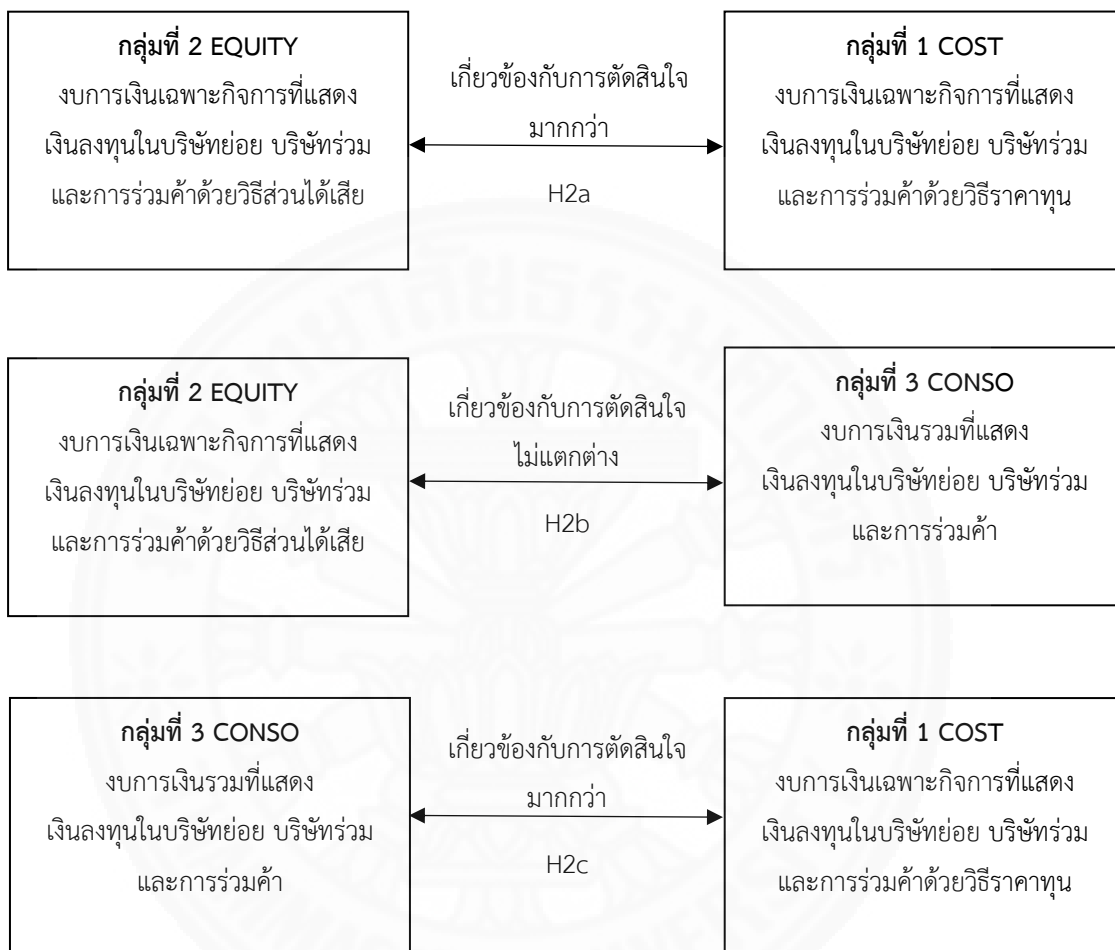 กลุ่มที่ 2 EQUITY
งบการเงินเฉพาะกิจการที่แสดง
เงินลงทุนในบริษัทย่อย บริษัทร่วม
และการร่วมค้าด้วยวิธีส่วนได้เสีย
เกี่ยวข้องกับการตัดสินใจ
มากกว่า
H2a
กลุ่มที่ 1 COST
งบการเงินเฉพาะกิจการที่แสดง
เงินลงทุนในบริษัทย่อย บริษัทร่วม
และการร่วมค้าด้วยวิธีราคาทุน
กลุ่มที่ 2 EQUITY
งบการเงินเฉพาะกิจการที่แสดง
เงินลงทุนในบริษัทย่อย บริษัทร่วม
และการร่วมค้าด้วยวิธีส่วนได้เสีย
เกี่ยวข้องกับการตัดสินใจ
ไม่แตกต่าง
H2b
กลุ่มที่ 3 CONSO
งบการเงินรวมที่แสดง
เงินลงทุนในบริษัทย่อย บริษัทร่วม
และการร่วมค้า
กลุ่มที่ 3 CONSO
งบการเงินรวมที่แสดง
เงินลงทุนในบริษัทย่อย บริษัทร่วม
และการร่วมค้า
เกี่ยวข้องกับการตัดสินใจ
มากกว่า
H2c
กลุ่มที่ 1 COST
งบการเงินเฉพาะกิจการที่แสดง
เงินลงทุนในบริษัทย่อย บริษัทร่วม
และการร่วมค้าด้วยวิธีราคาทุน